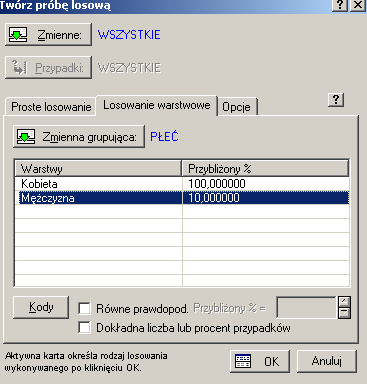 Twórz próbę losową
Zmienne: WSZYSTKIE
Przypadki: WSZYSTKIE
Proste losowanie Losowanie warstwowe Opcje ?
Zmienna grupująca: PŁEĆ
Warstwy Przybliżony %
Kobieta 100,000000
Mężczyzna 10,000000
Kody Równe prawdopod. Przybliżony % =
Dokładna liczba lub procent przypadków
Aktywna karta określa rodzaj losowania
wykonywanego po kliknięciu OK. OK Anuluj